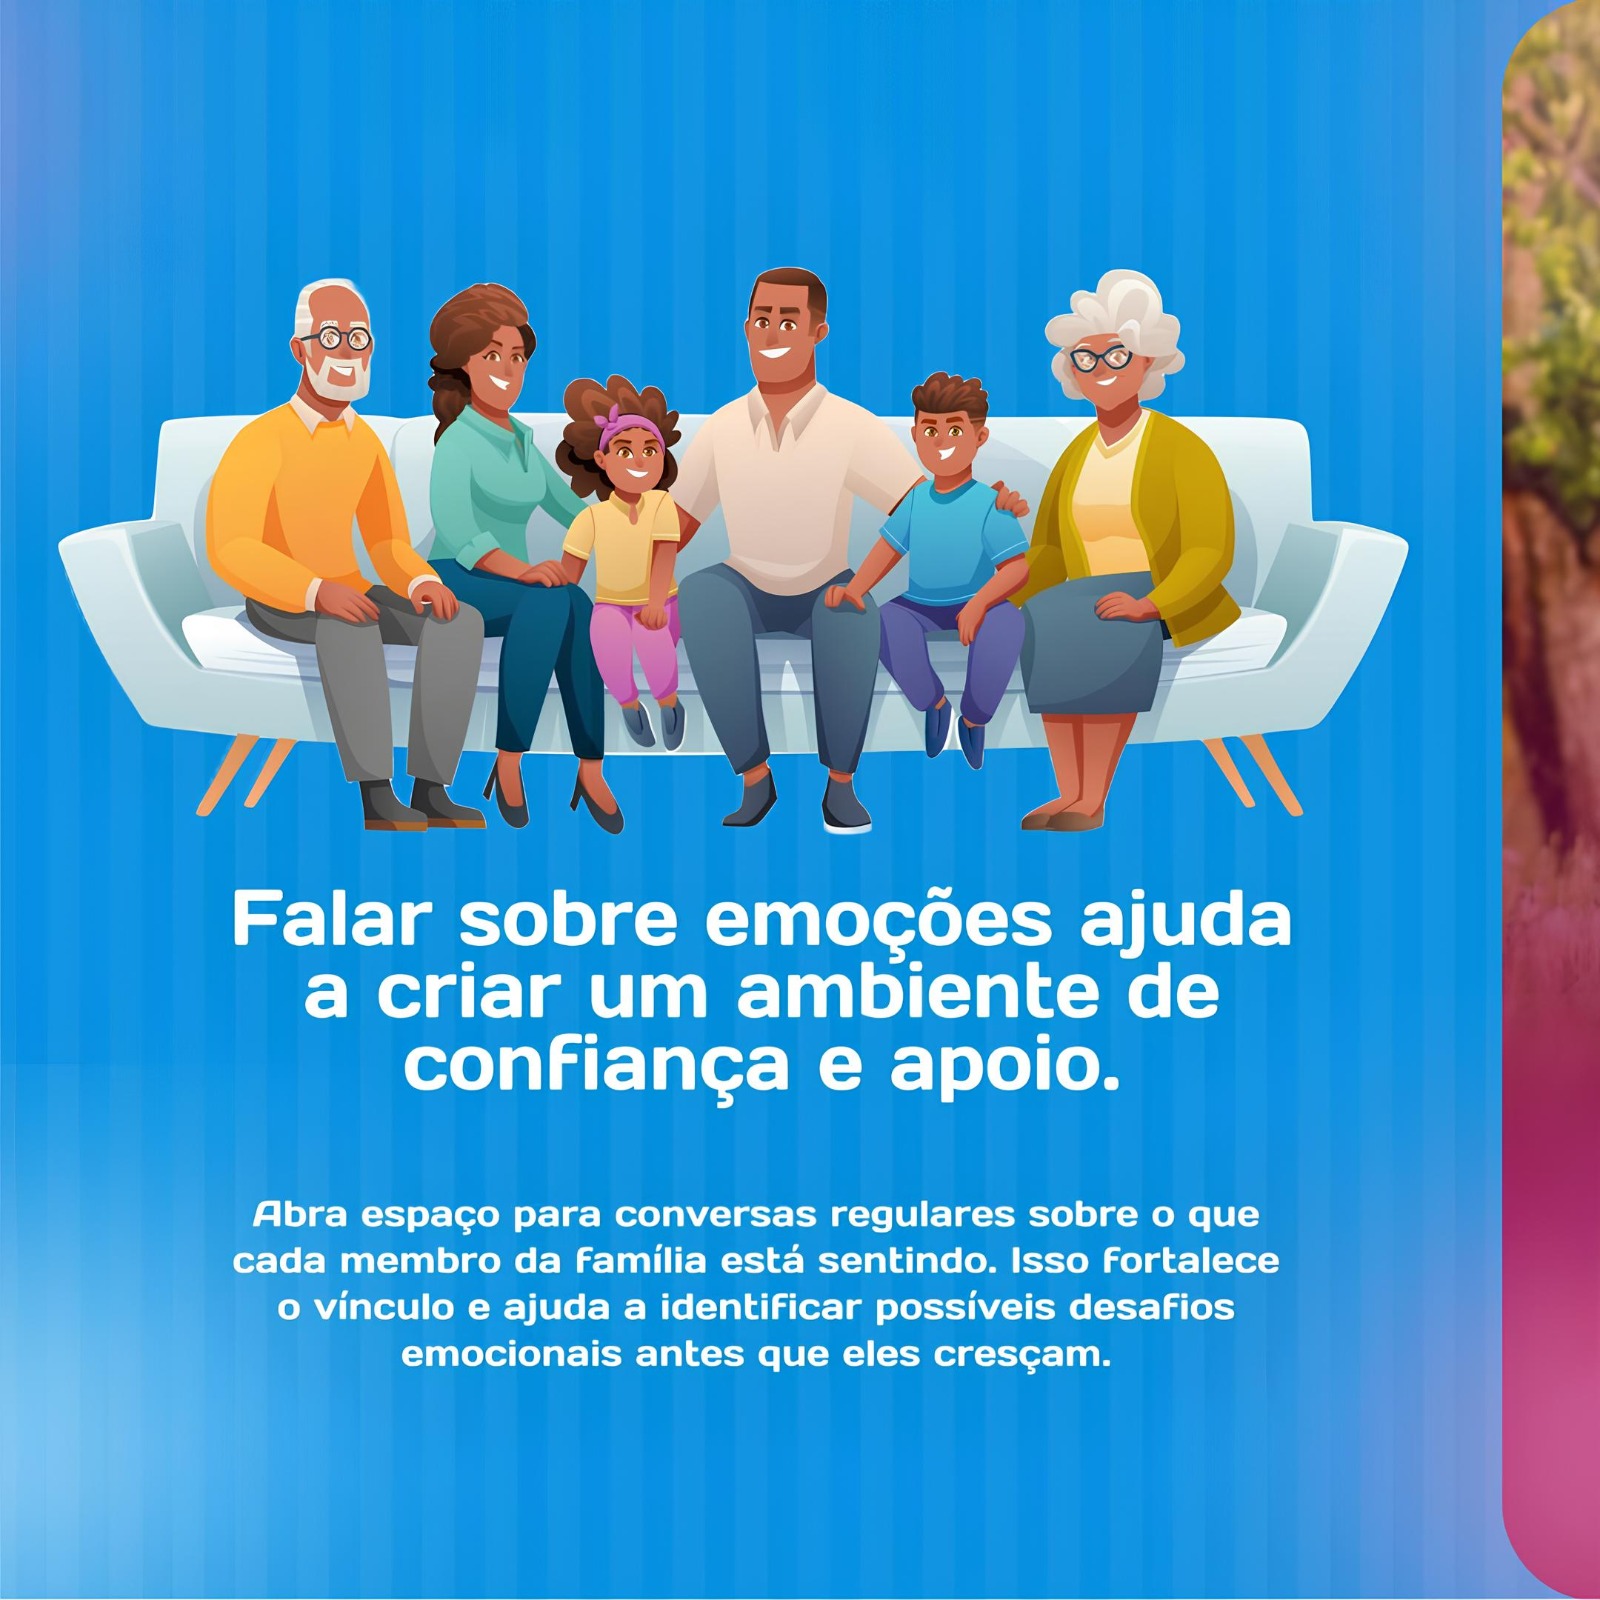 Falar sobre emoções ajuda
a criar um ambiente de
confiança e apoio.
Abra espaço para conversas regulares sobre o que
cada membro da família está sentindo. Isso fortalece
o vínculo e ajuda a identificar possíveis desafios
emocionais antes que eles cresçam.